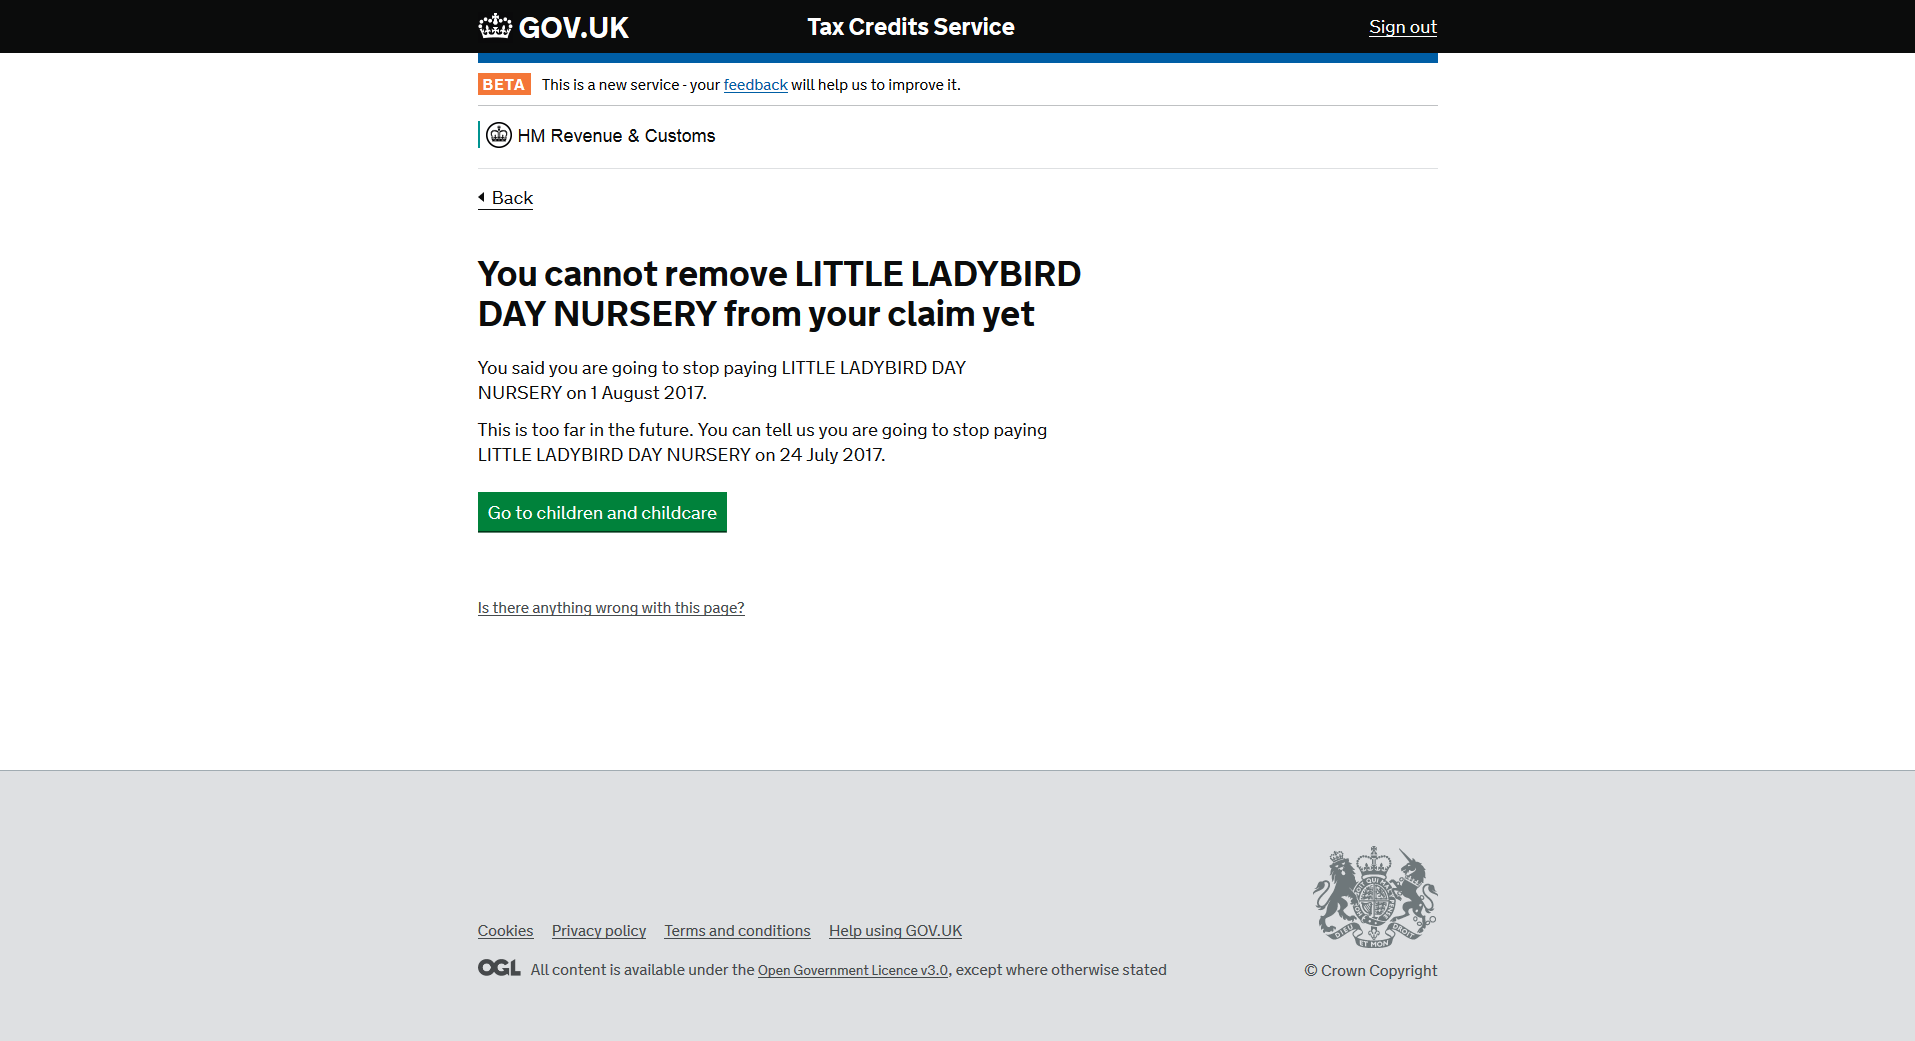 GOV.UK
Tax Credits Service
Sign out
BETA This is a new service - your feedback will help us to improve it.
HM Revenue & Customs
Back
You cannot remove LITTLE LADYBIRD
DAY NURSERY from your claim yet
You said you are going to stop paying LITTLE LADYBIRD DAY
NURSERY on 1 August 2017.
This is too far in the future. You can tell us you are going to stop paying
LITTLE LADYBIRD DAY NURSERY on 24 July 2017.
Go to children and childcare
Is there anything wrong with this page?
Cookies Privacy policy Terms and conditions Help using GOV.UK
OGL All content is available under the Open Government Licence v3.0, except where otherwise stated
DIEU ET MON DROIT
© Crown Copyright